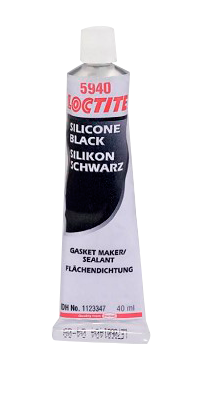 5940
LOCTITE
SILICONE
BLACK
SILIKON
SCHWARZ
GASKET MAKER/
SEALANT
FLÄCHENDICHTUNG
IDH No. 1123347 40 ml